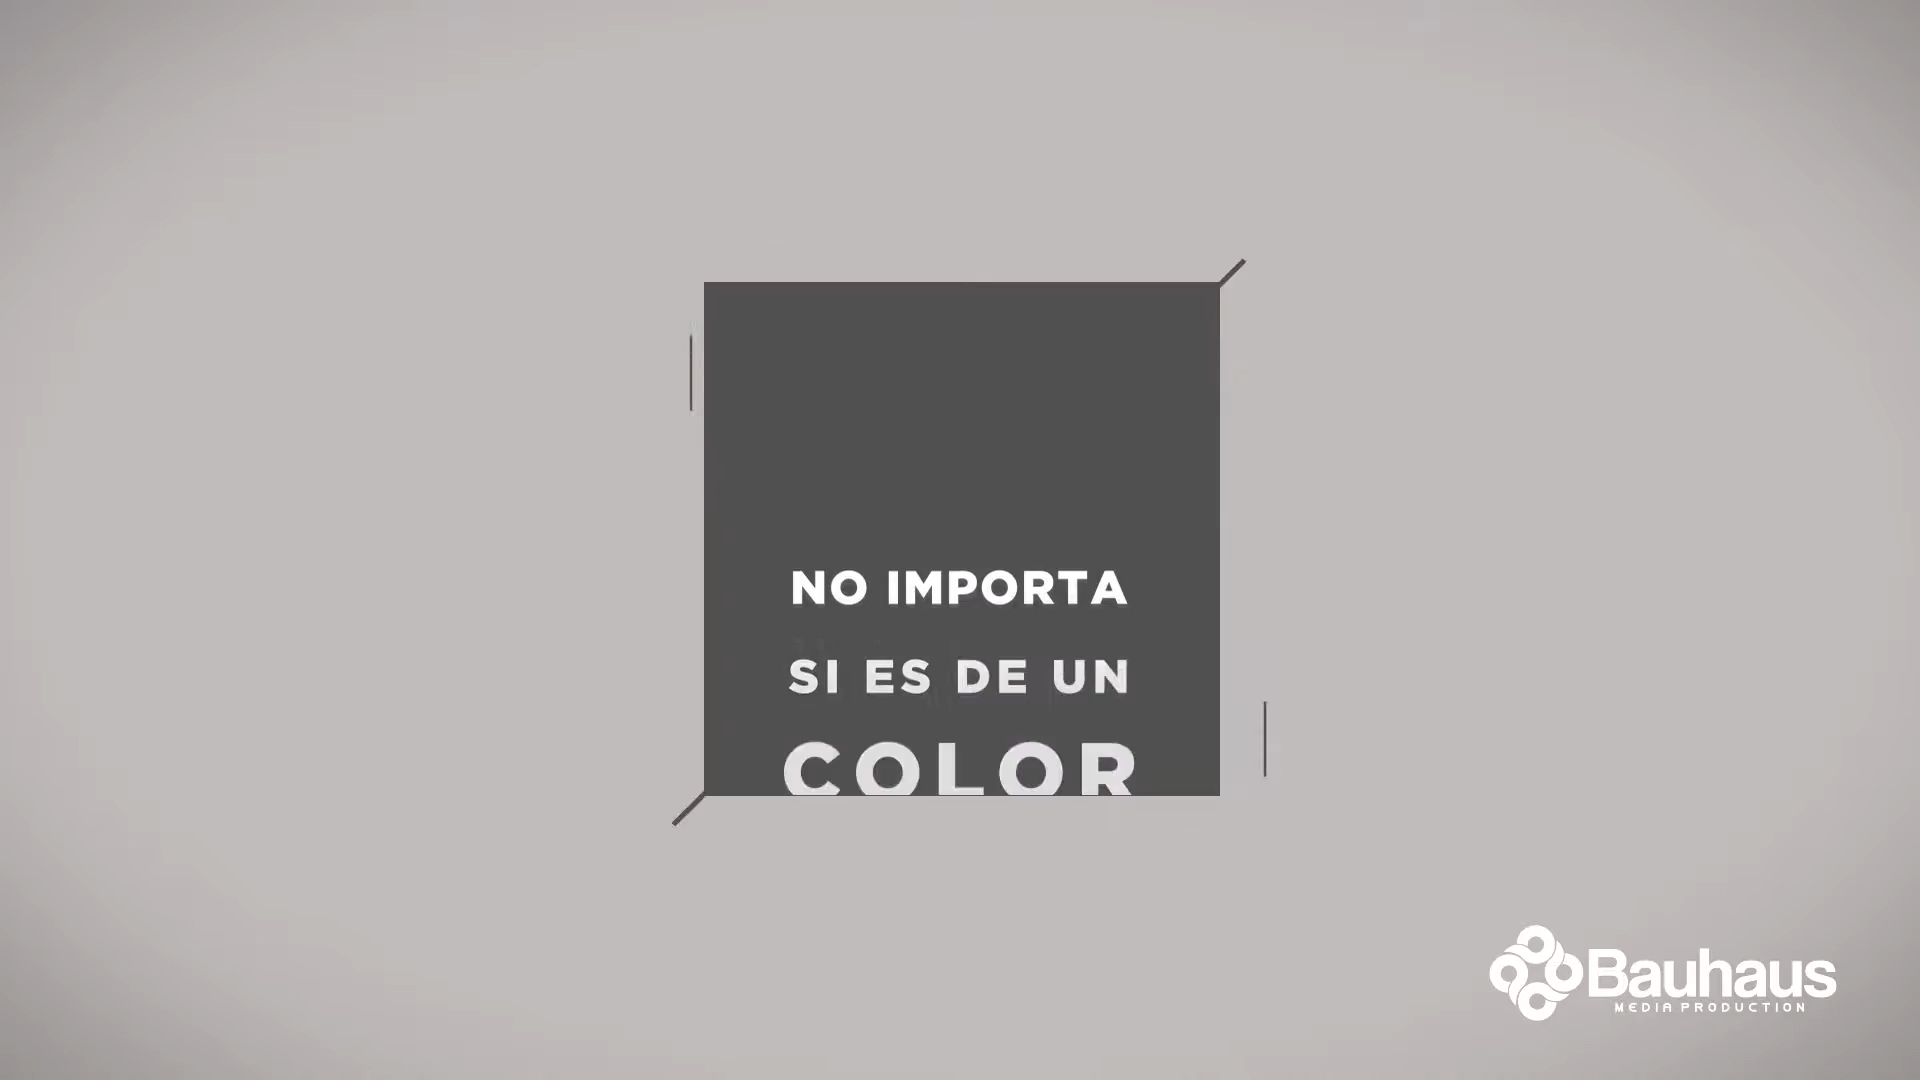 NO IMPORTA
SI ES DE UN
COLOR
Bauhaus
MEDIA PRODUCTION